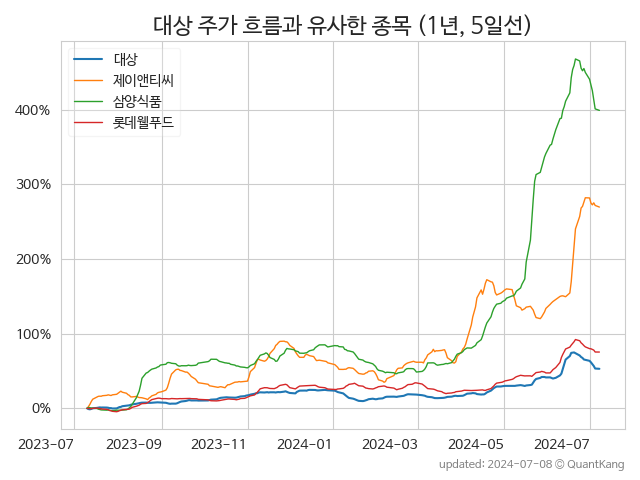 대상 주가 흐름과 유사한 종목 (1년, 5일선)
대상
제이앤티씨
삼양식품
롯데웰푸드
400%
300%
200%
100%
0%
2023-07 2023-09 2023-11 2024-01 2024-03 2024-05 2024-07
updated: 2024-07-08 © QuantKang